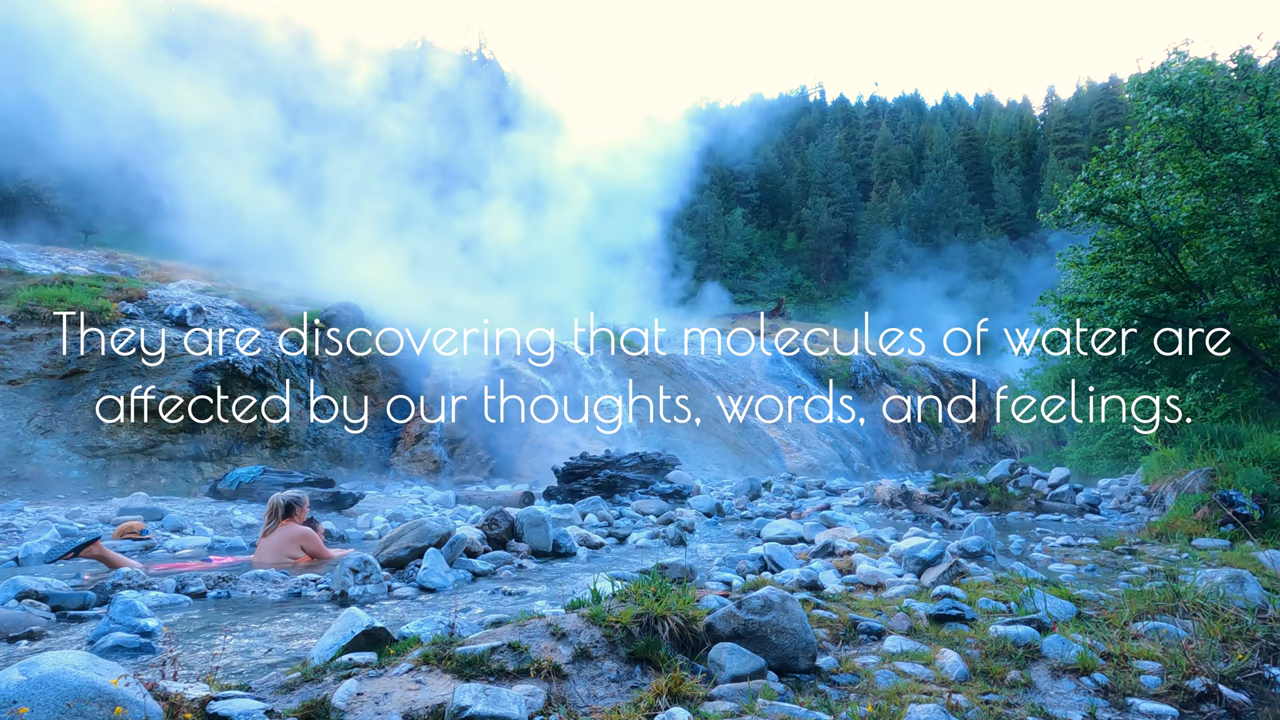 They are discovering that molecules of water are
affected by our thoughts, words, and feelings.